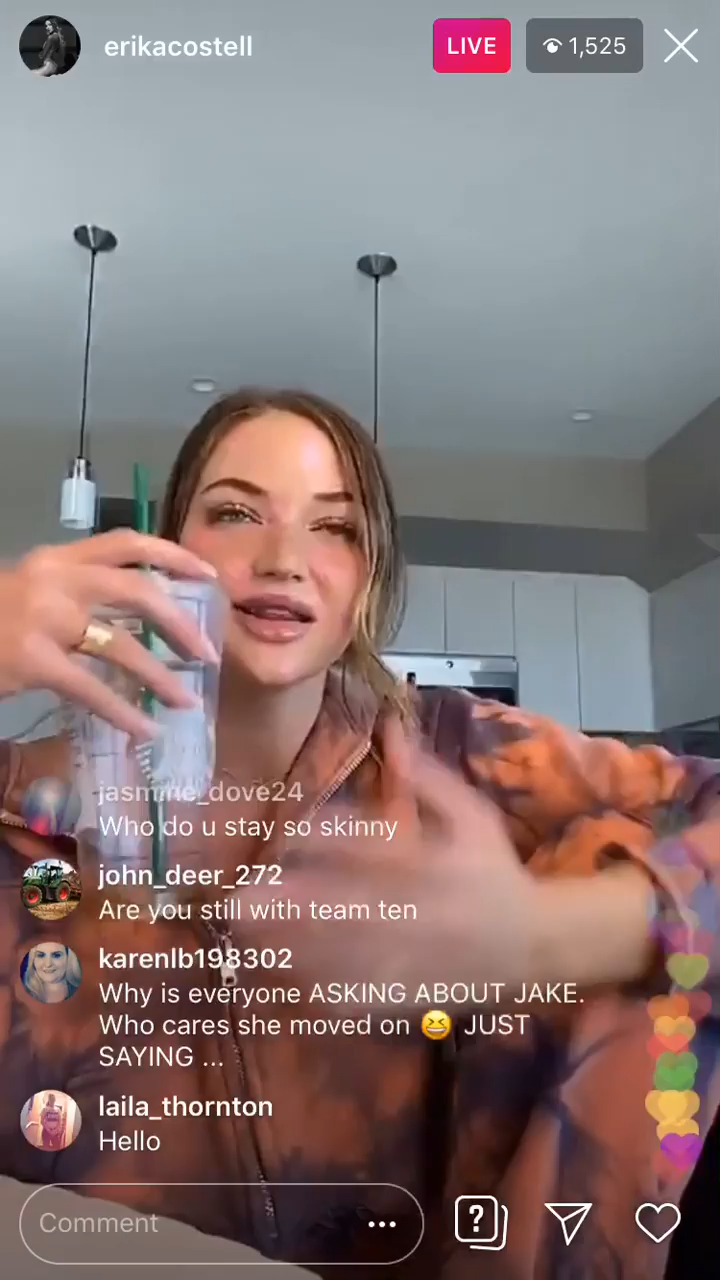 erikacostell
LIVE
1,525
jasmine_dove24
Who do u stay so skinny
john_deer_272
Are you still with team ten
karenlb198302
Why is everyone ASKING ABOUT JAKE.
Who cares she moved on 😆 JUST
SAYING ...
laila_thornton
Hello
Comment
?